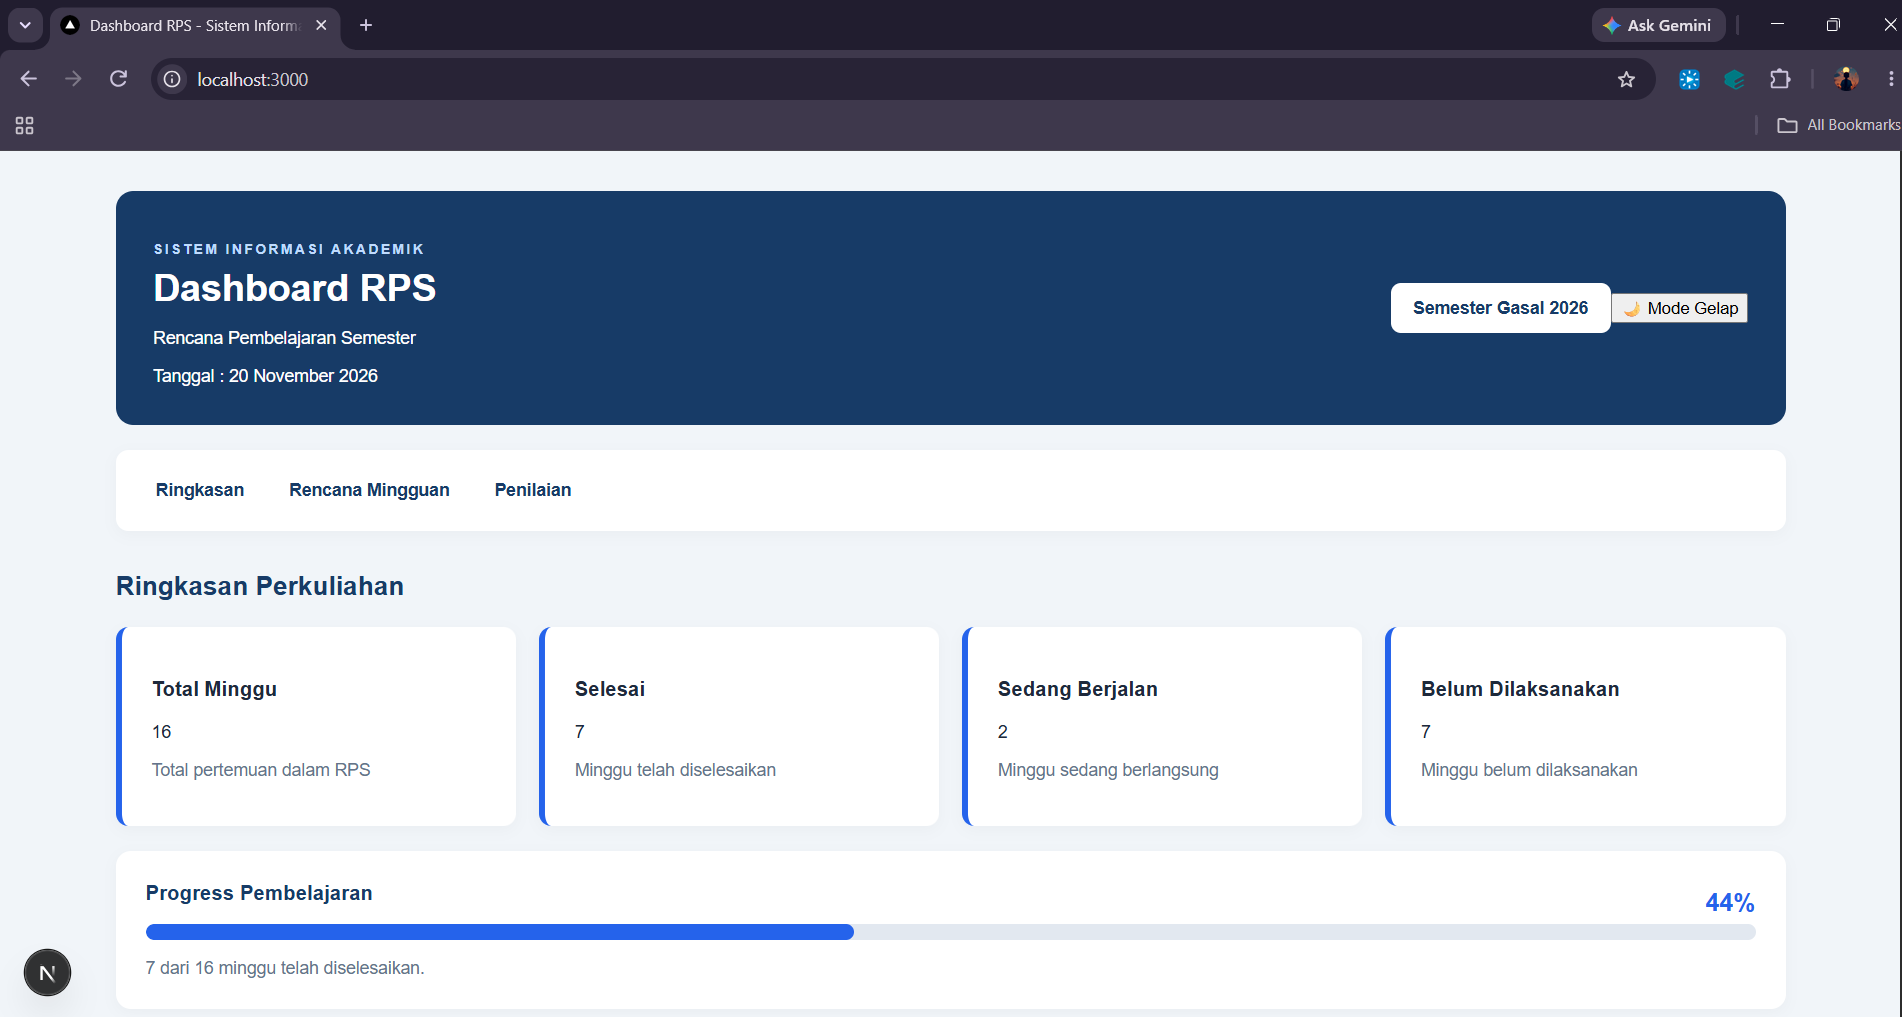 Dashboard RPS - Sistem Inform
Ask Gemini
localhost:3000
All Bookmarks
SISTEM INFORMASI AKADEMIK
Dashboard RPS
Rencana Pembelajaran Semester
Tanggal : 20 November 2026
Semester Gasal 2026
🌙 Mode Gelap
Ringkasan
Rencana Mingguan
Penilaian
Ringkasan Perkuliahan
Total Minggu
16
Total pertemuan dalam RPS
Selesai
7
Minggu telah diselesaikan
Sedang Berjalan
2
Minggu sedang berlangsung
Belum Dilaksanakan
7
Minggu belum dilaksanakan
Progress Pembelajaran
44%
7 dari 16 minggu telah diselesaikan.
N